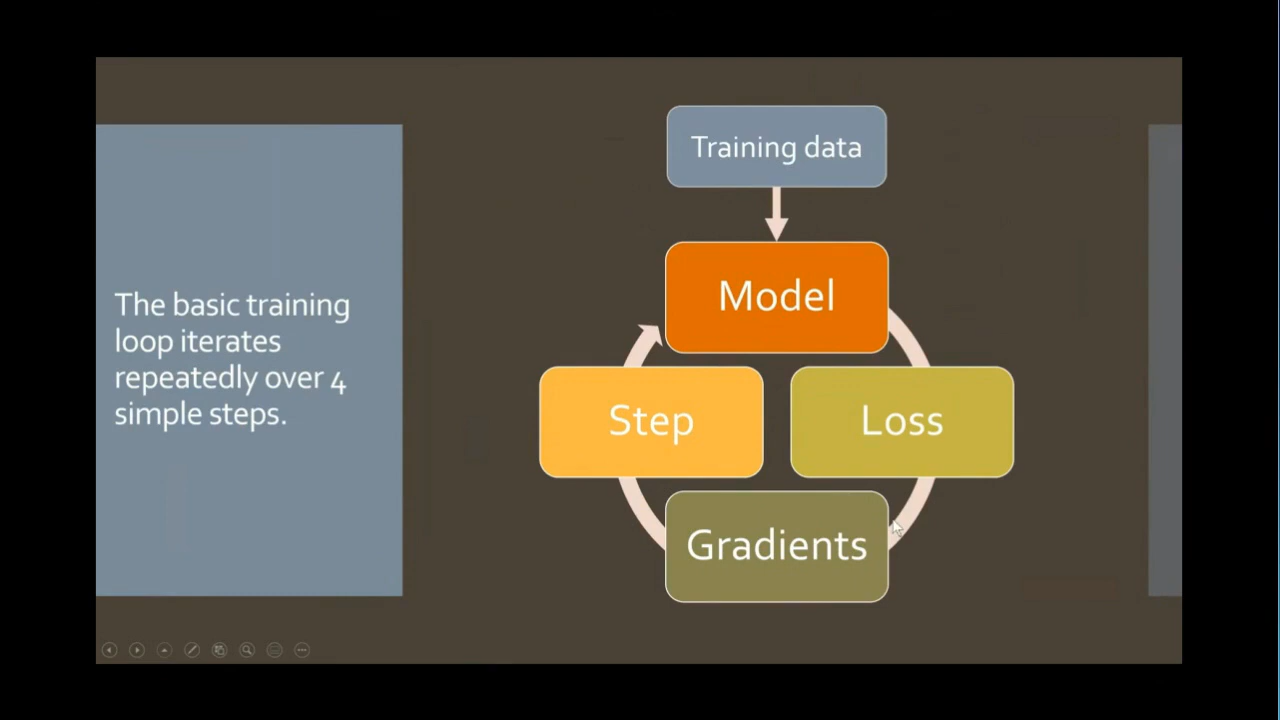 The basic training
loop iterates
repeatedly over 4
simple steps.
Training data
Model
Step
Loss
Gradients